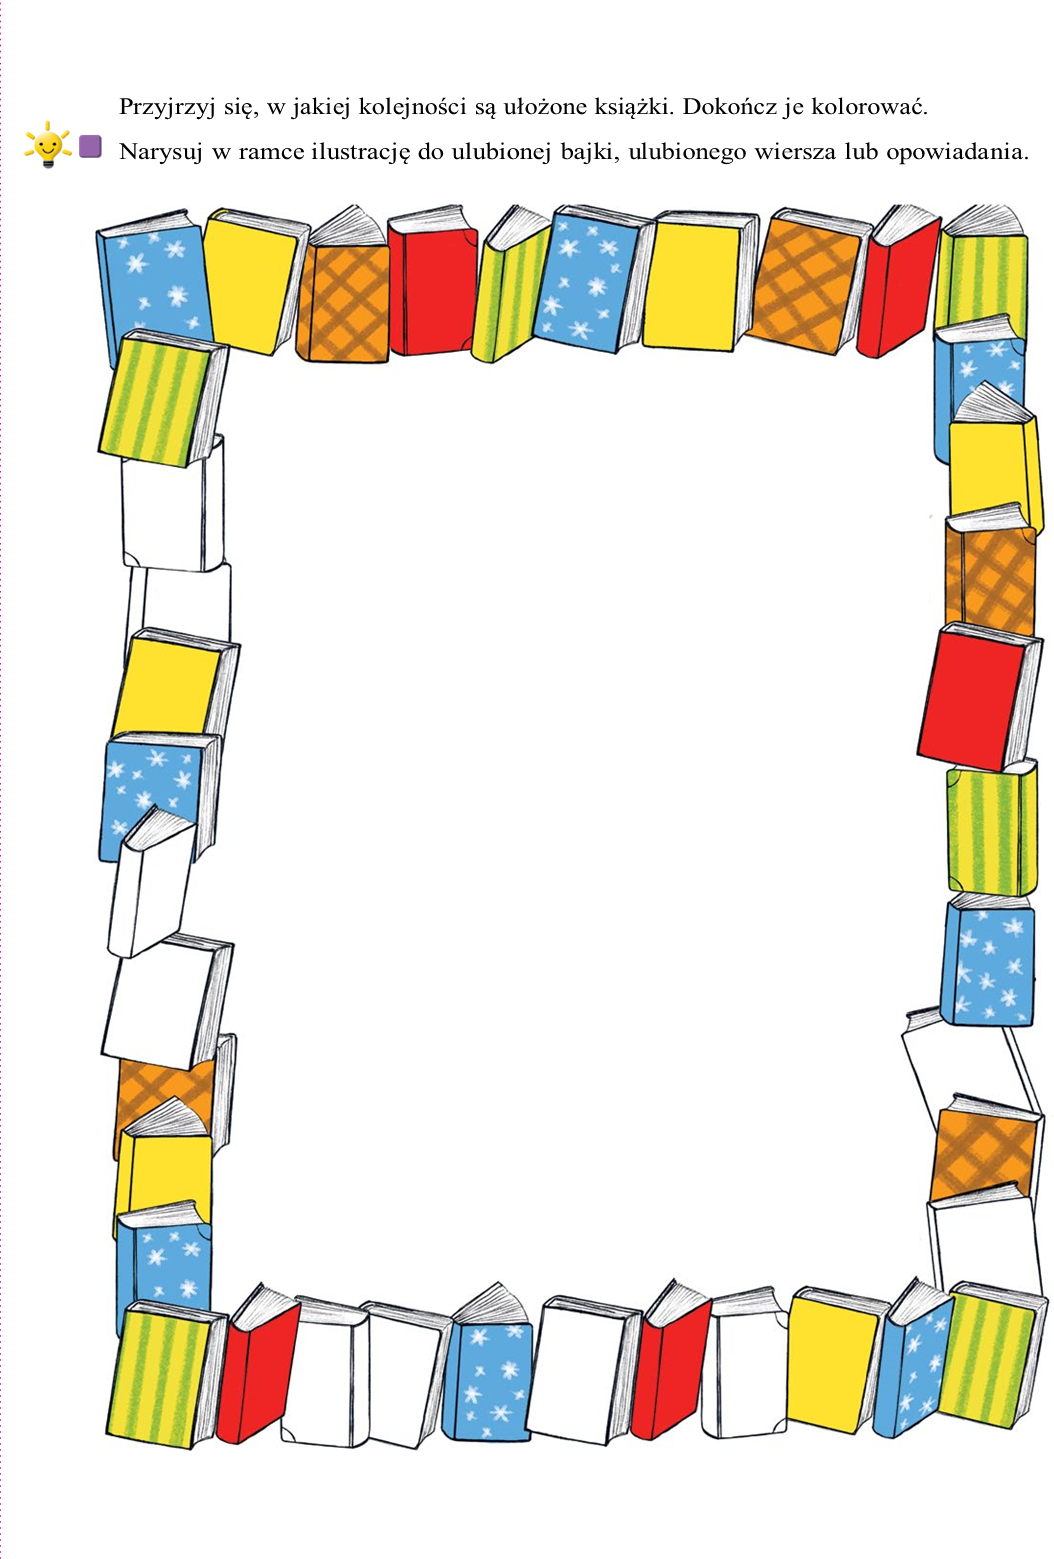 Przyjrzyj się, w jakiej kolejności są ułożone książki. Dokończ je kolorować.
Narysuj w ramce ilustrację do ulubionej bajki, ulubionego wiersza lub opowiadania.